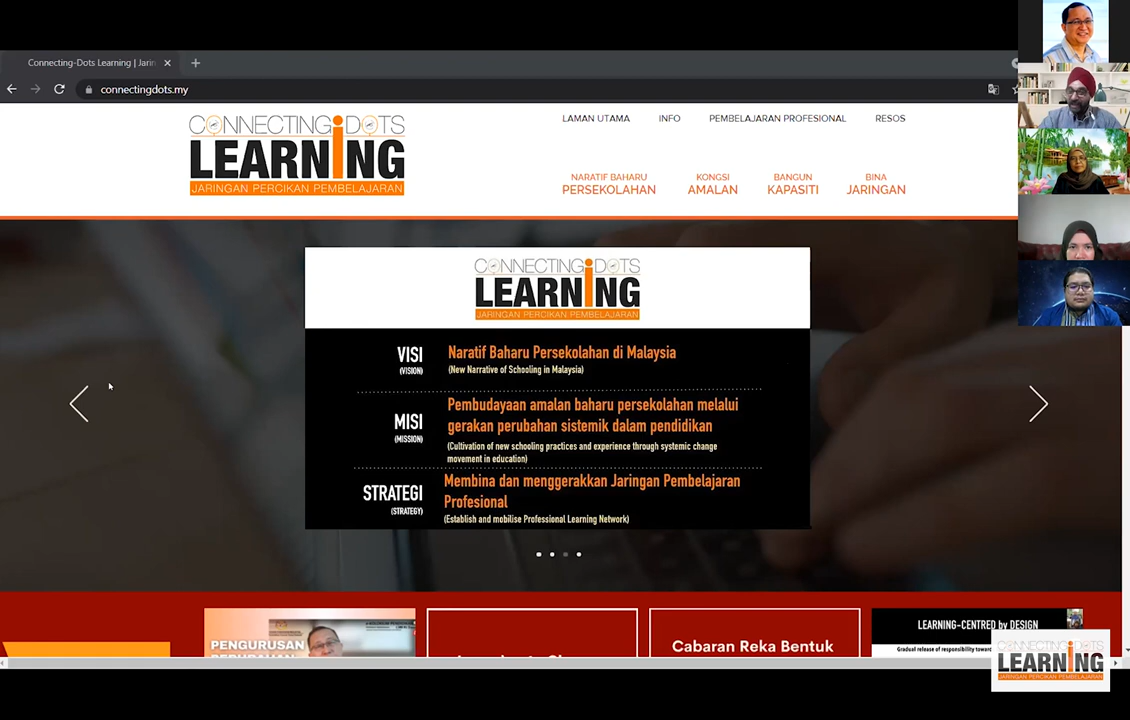 Connecting-Dots Learning | Jarin
connectingdots.my
CONNECTING DOTS
LEARNING
JARINGAN PERCIKAN PEMBELAJARAN
LAMAN UTAMA INFO PEMBELAJARAN PROFESIONAL RESOS
NARATIF BAHARU
PERSEKOLAHAN
KONGSI
AMALAN
BANGUN
KAPASITI
BINA
JARINGAN
CONNECTING DOTS
LEARNING
JARINGAN PERCIKAN PEMBELAJARAN
VISI
(VISION)
Naratif Baharu Persekolahan di Malaysia
(New Narrative of Schooling in Malaysia)
MISI
(MISSION)
Pembudayaan amalan baharu persekolahan melalui
gerakan perubahan sistemik dalam pendidikan
(Cultivation of new schooling practices and experience through systemic change
movement in education)
STRATEGI
(STRATEGY)
Membina dan menggerakkan Jaringan Pembelajaran
Profesional
(Establish and mobilise Professional Learning Network)
PENGURUSAN
Cabaran Reka Bentuk
LEARNING-CENTRED by DESIGN
Gradual release of responsibility toward
CONNECTING DOTS
LEARNING
JARINGAN PERCIKAN PEMBELAJARAN